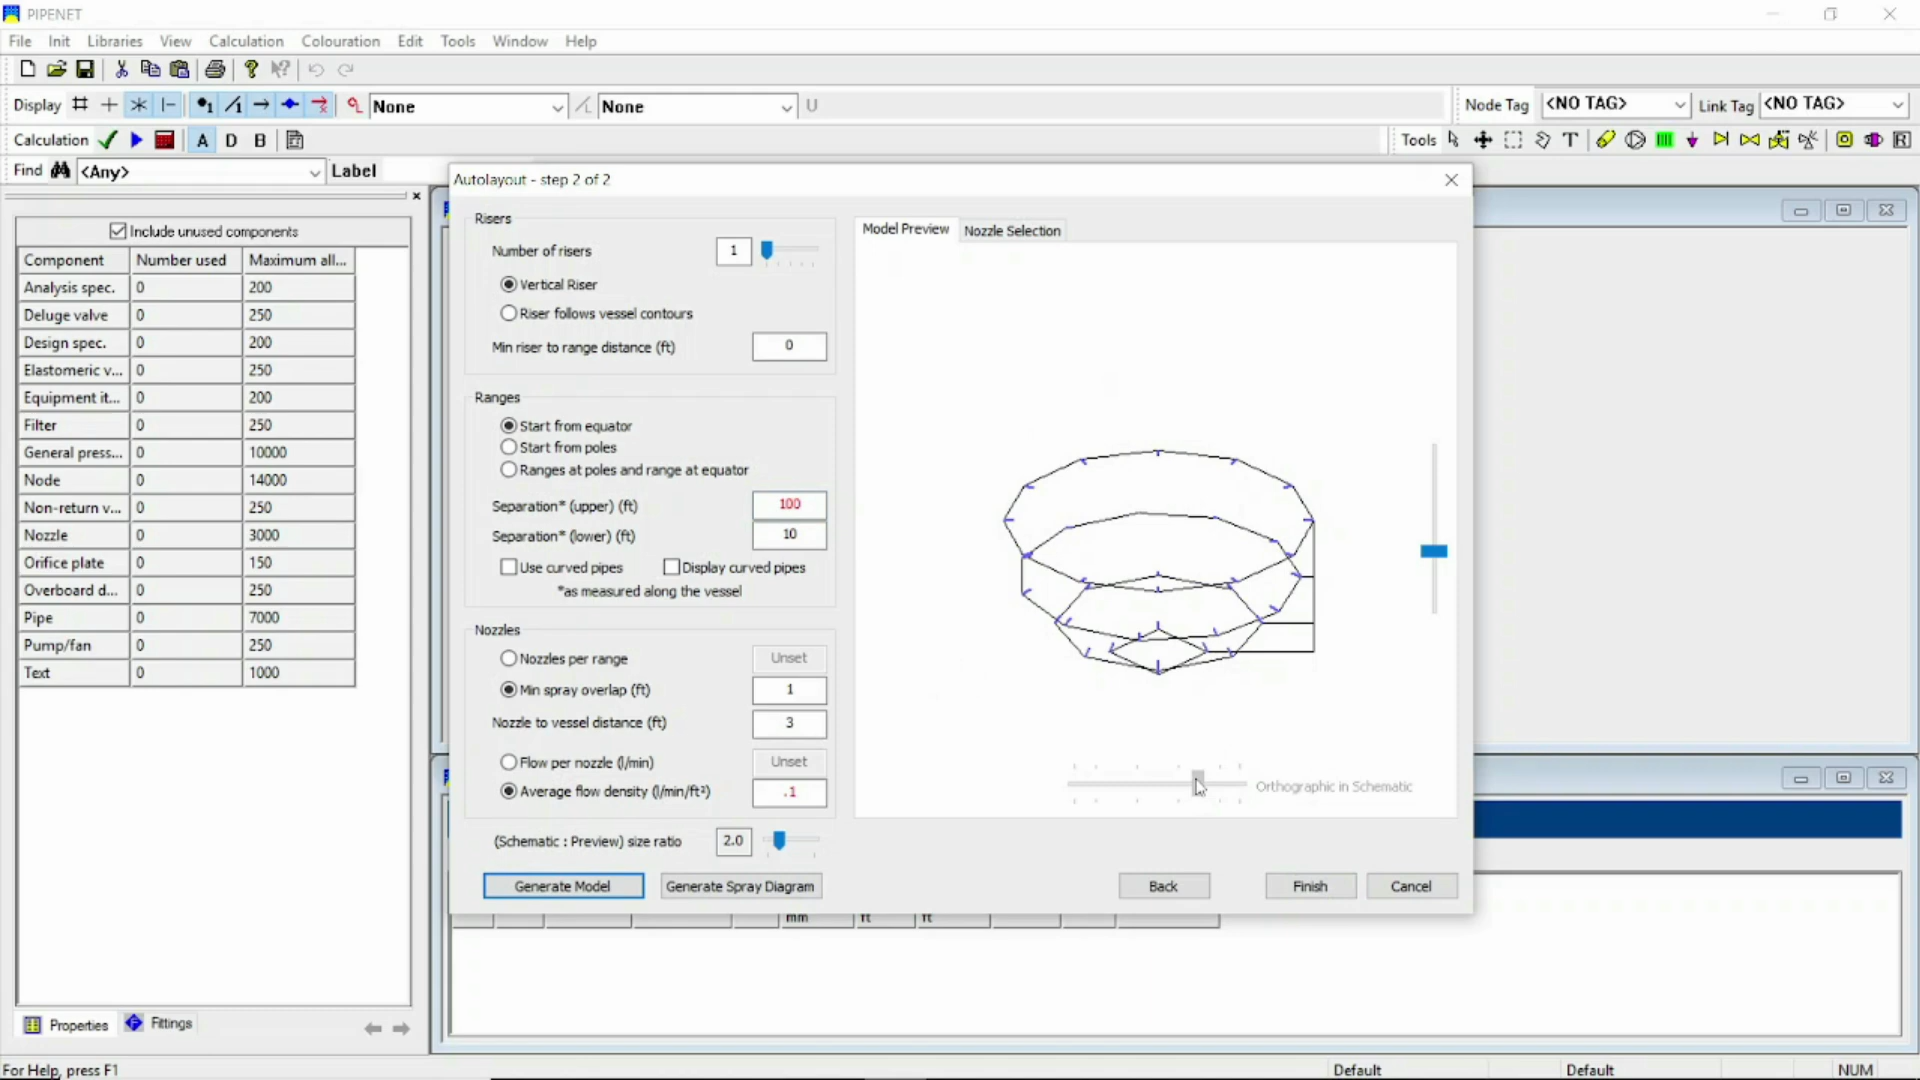 PIPENET
File Init Libraries View Calculation Colouration Edit Tools Window Help
Display None None U Node Tag <NO TAG> Link Tag <NO TAG>
Calculation A D B Tools
Find <Any> Label
Include unused components
Component Number used Maximum all...
Analysis spec. 0 200
Deluge valve 0 250
Design spec. 0 200
Elastomeric v... 0 250
Equipment it... 0 200
Filter 0 250
General press... 0 10000
Node 0 14000
Non-return v... 0 250
Nozzle 0 3000
Orifice plate 0 150
Overboard d... 0 250
Pipe 0 7000
Pump/fan 0 250
Text 0 1000
Properties Fittings
Autolayout - step 2 of 2
Risers
Number of risers 1
Vertical Riser
Riser follows vessel contours
Min riser to range distance (ft) 0
Ranges
Start from equator
Start from poles
Ranges at poles and range at equator
Separation* (upper) (ft) 100
Separation* (lower) (ft) 10
Use curved pipes Display curved pipes
*as measured along the vessel
Nozzles
Nozzles per range Unset
Min spray overlap (ft) 1
Nozzle to vessel distance (ft) 3
Flow per nozzle (l/min) Unset
Average flow density (l/min/ft²) .1
(Schematic : Preview) size ratio 2.0
Generate Model Generate Spray Diagram
Model Preview Nozzle Selection
Orthographic in Schematic
Back Finish Cancel
mm ft ft
For Help, press F1 Default Default NUM